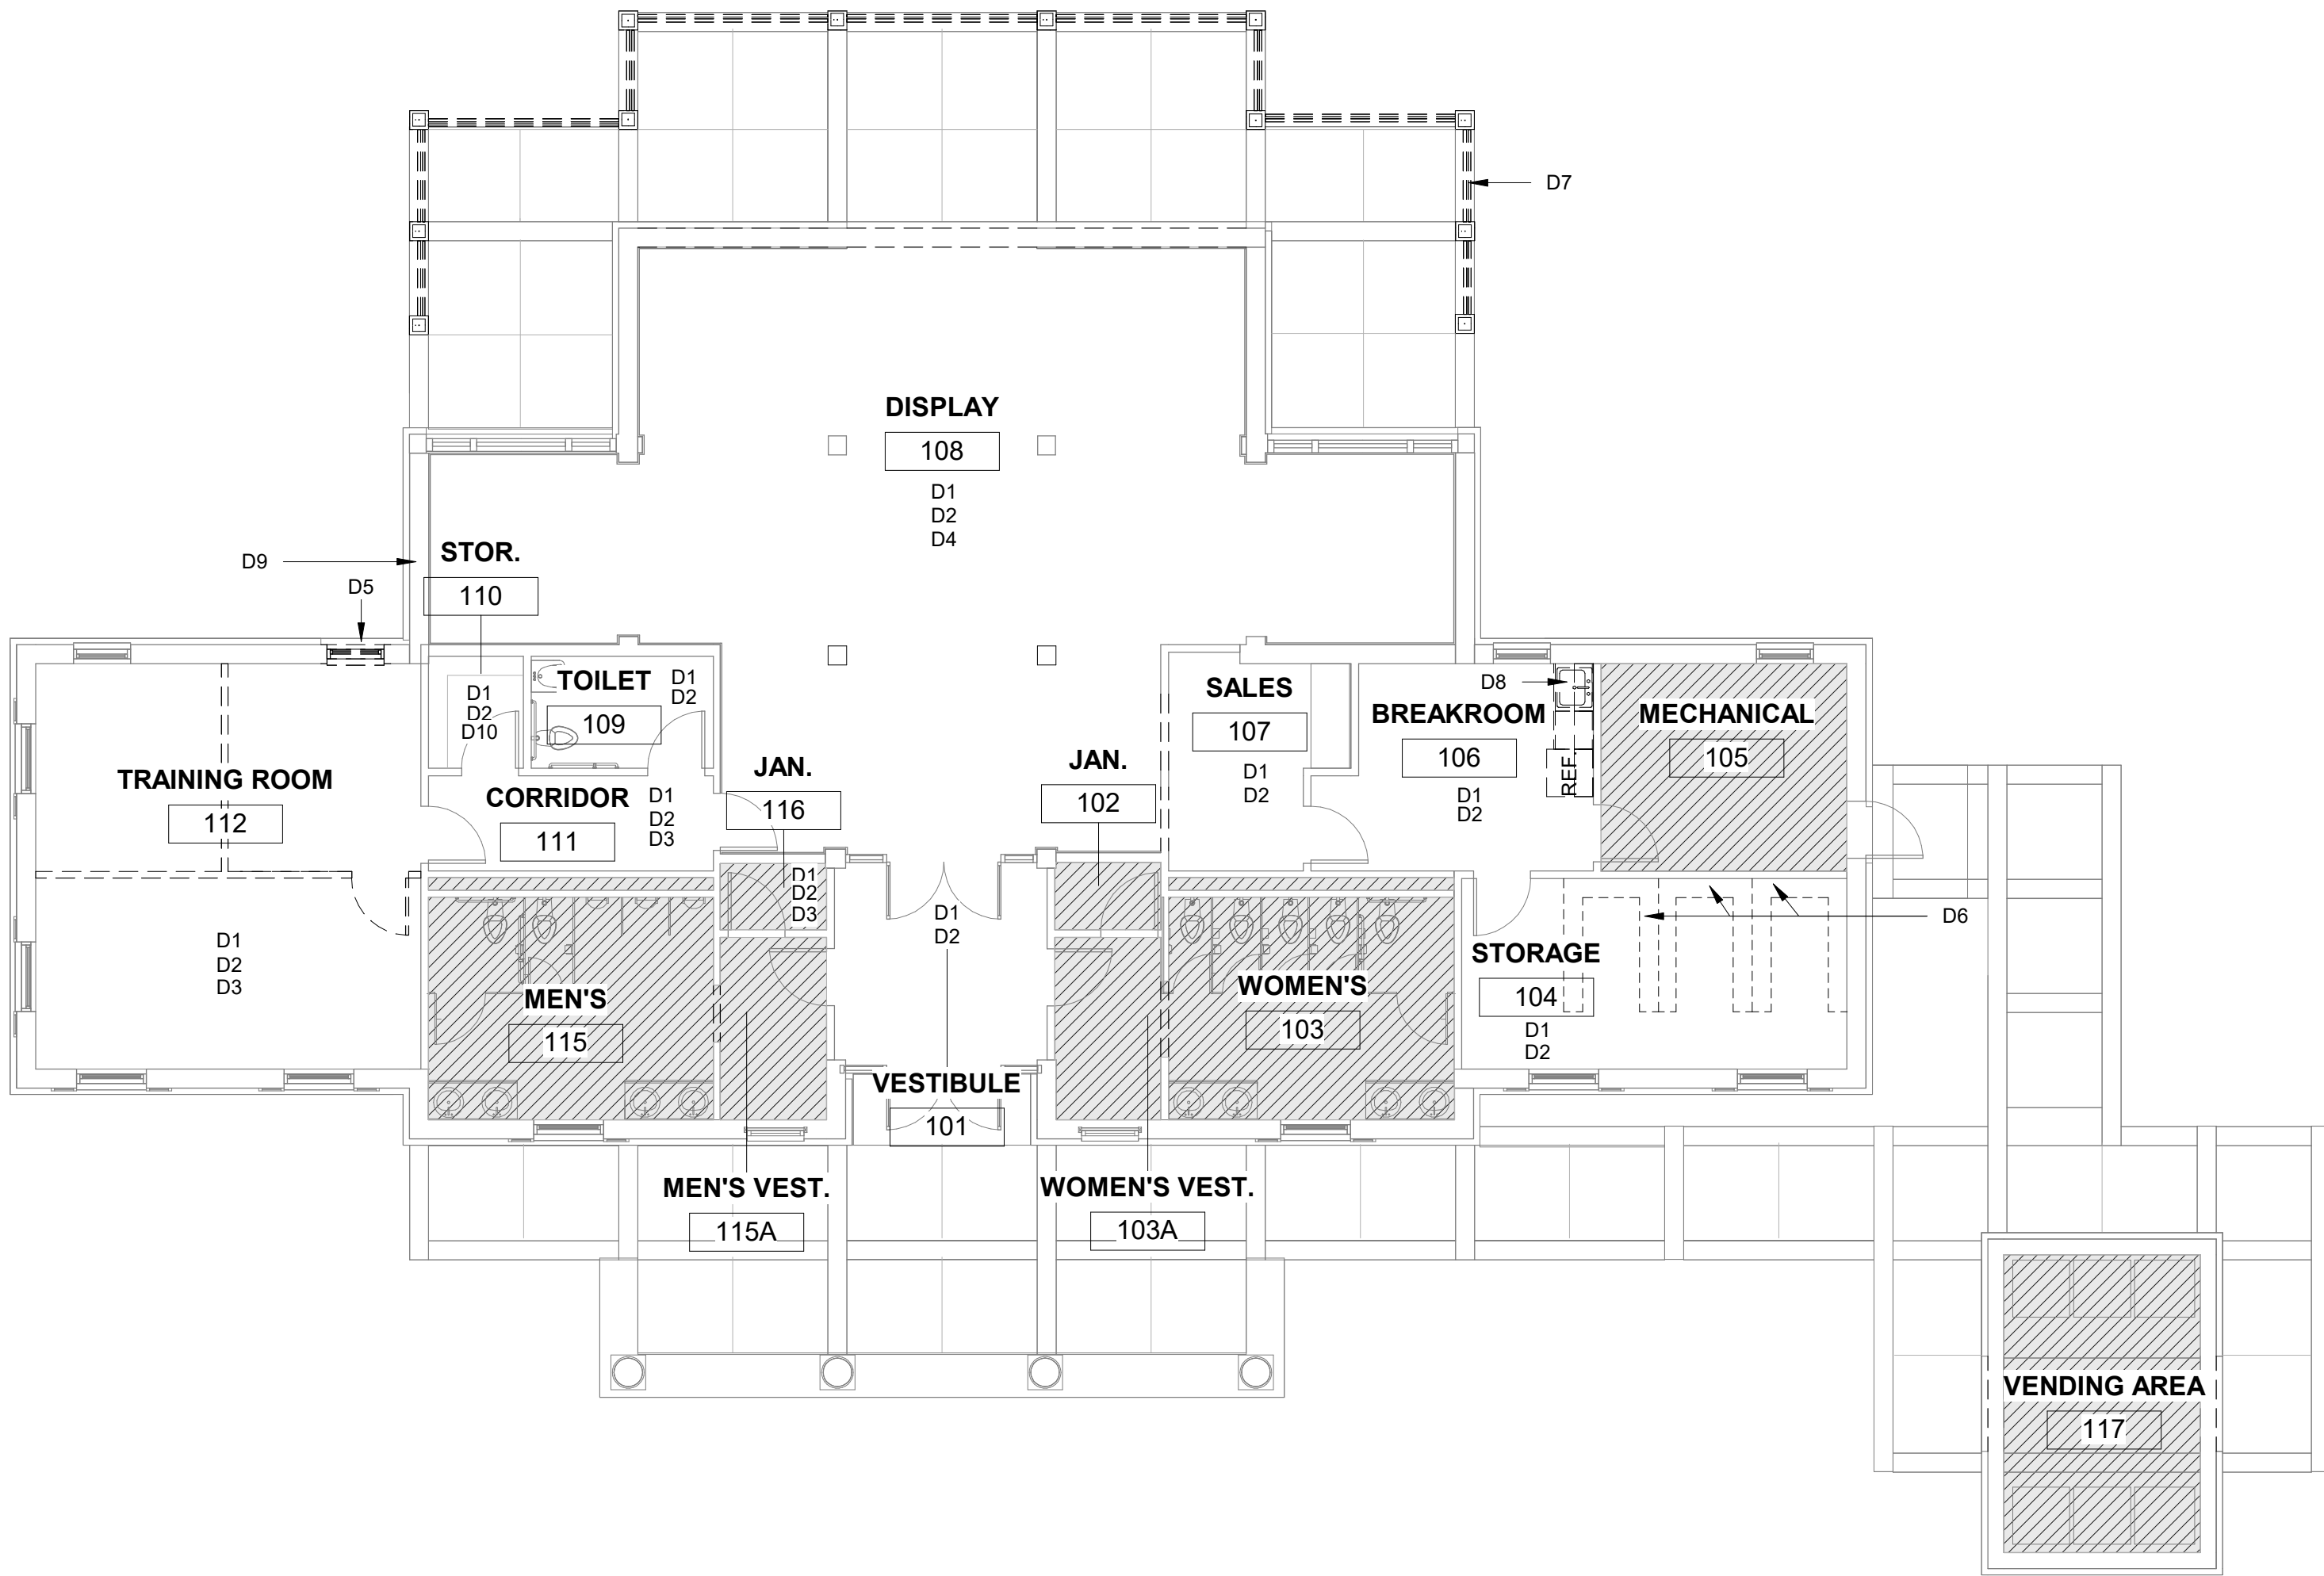 D7
DISPLAY
108
D1
D2
D4
D9
STOR.
110
D1
D2
D10
D5
TOILET
109
D1
D2
SALES
107
D1
D2
D8
BREAKROOM
106
D1
D2
REF.
MECHANICAL
105
TRAINING ROOM
112
D1
D2
D3
CORRIDOR
111
D1
D2
D3
JAN.
116
D1
D2
D3
JAN.
102
D1
D2
VESTIBULE
101
D6
STORAGE
104
D1
D2
MEN'S
115
WOMEN'S
103
MEN'S VEST.
115A
WOMEN'S VEST.
103A
VENDING AREA
117